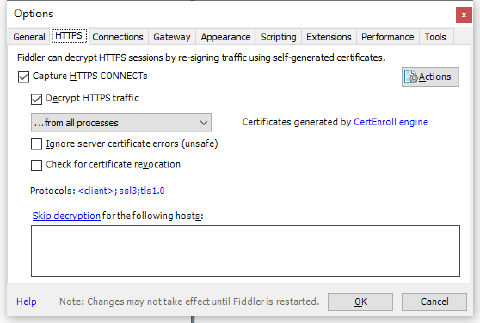 Options
General HTTPS Connections Gateway Appearance Scripting Extensions Performance Tools
Fiddler can decrypt HTTPS sessions by re-signing traffic using self-generated certificates.
Capture HTTPS CONNECTs
Actions
Decrypt HTTPS traffic
...from all processes
Certificates generated by CertEnroll engine
Ignore server certificate errors (unsafe)
Check for certificate revocation
Protocols: <client>;ssl3;tls1.0
Skip decryption for the following hosts:
Help Note: Changes may not take effect until Fiddler is restarted. OK Cancel